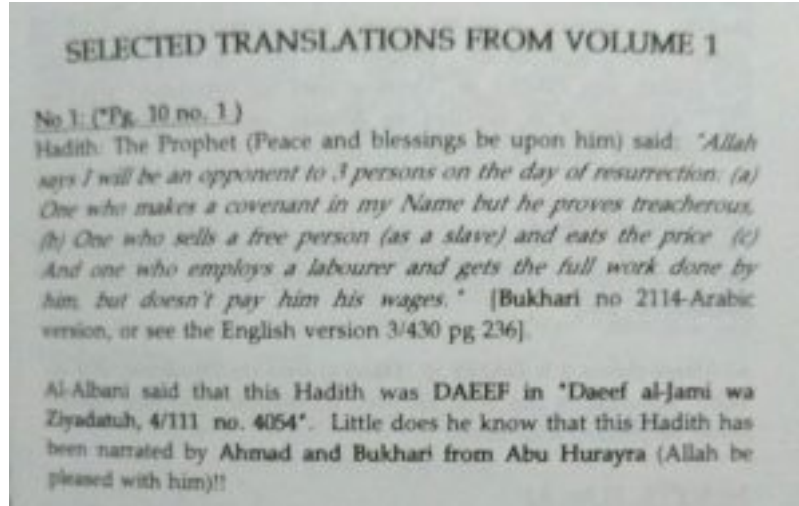 SELECTED TRANSLATIONS FROM VOLUME 1
No 1: (*Pg. 10 no. 1 )
Hadith: The Prophet (Peace and blessings be upon him) said: "Allah
says I will be an opponent to 3 persons on the day of resurrection: (a)
One who makes a covenant in my Name but he proves treacherous,
(b) One who sells a free person (as a slave) and eats the price (c)
And one who employs a labourer and gets the full work done by
him, but doesn't pay him his wages." [Bukhari no 2114-Arabic
version, or see the English version 3/430 pg 236].
Al-Albani said that this Hadith was DAEEF in "Daeef al-Jami wa
Ziyadatuh, 4/111 no. 4054". Little does he know that this Hadith has
been narrated by Ahmad and Bukhari from Abu Hurayra (Allah be
pleased with him)!!